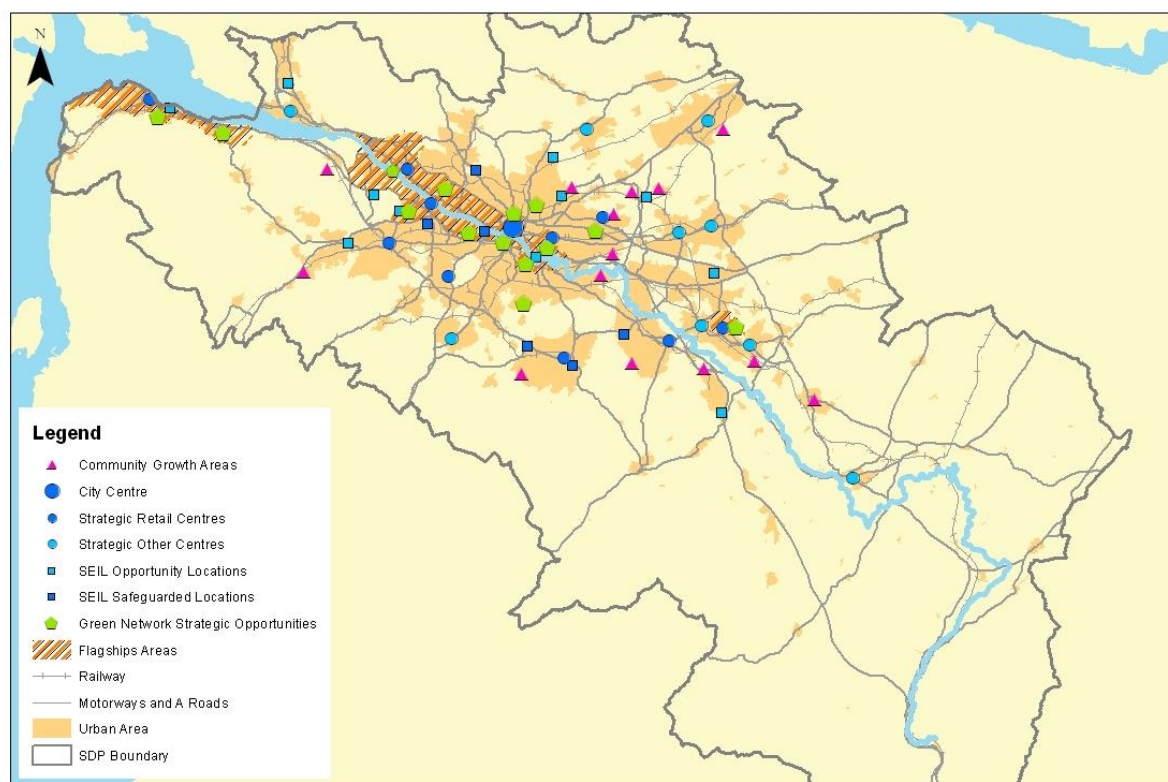 N
Legend
Community Growth Areas
City Centre
Strategic Retail Centres
Strategic Other Centres
SEIL Opportunity Locations
SEIL Safeguarded Locations
Green Network Strategic Opportunities
Flagships Areas
Railway
Motorways and A Roads
Urban Area
SDP Boundary